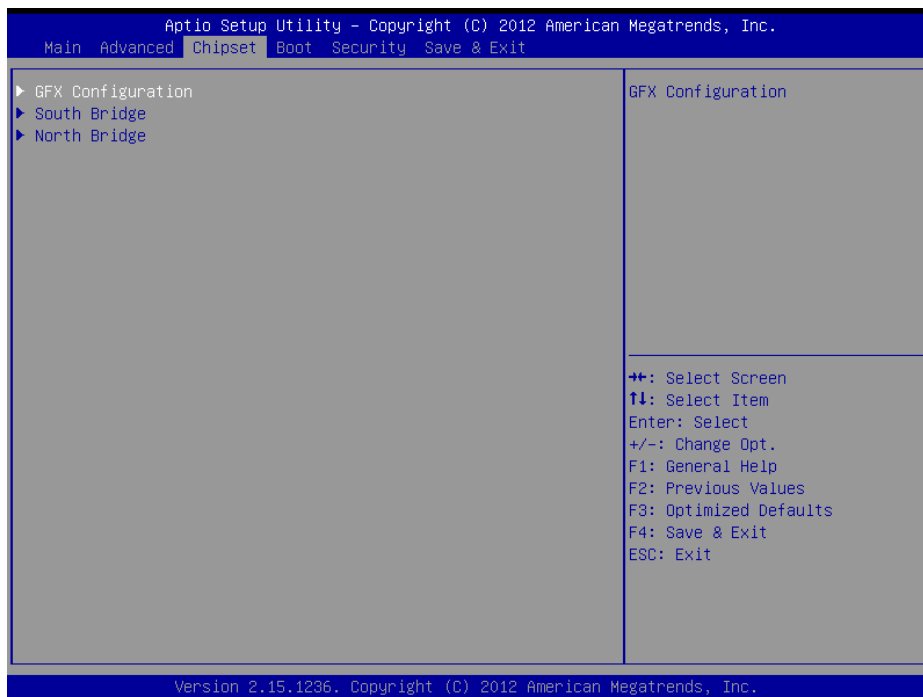 Aptio Setup Utility – Copyright (C) 2012 American Megatrends, Inc.
Main Advanced Chipset Boot Security Save & Exit
▶ GFX Configuration
▶ South Bridge
▶ North Bridge
GFX Configuration
→←: Select Screen
↑↓: Select Item
Enter: Select
+/-: Change Opt.
F1: General Help
F2: Previous Values
F3: Optimized Defaults
F4: Save & Exit
ESC: Exit
Version 2.15.1236. Copyright (C) 2012 American Megatrends, Inc.